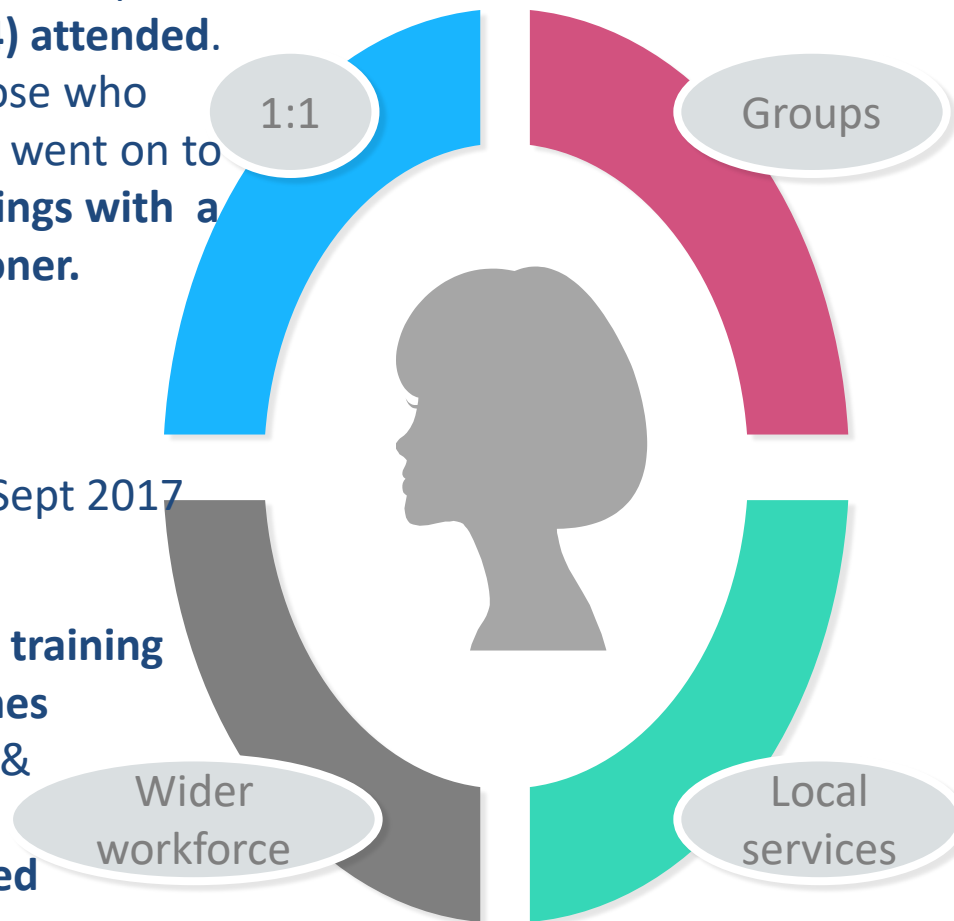 4) attended.
ose who
went on to
ings with a
oner.
1:1
Groups
Sept 2017
training
nes
&
ed
Wider
workforce
Local
services